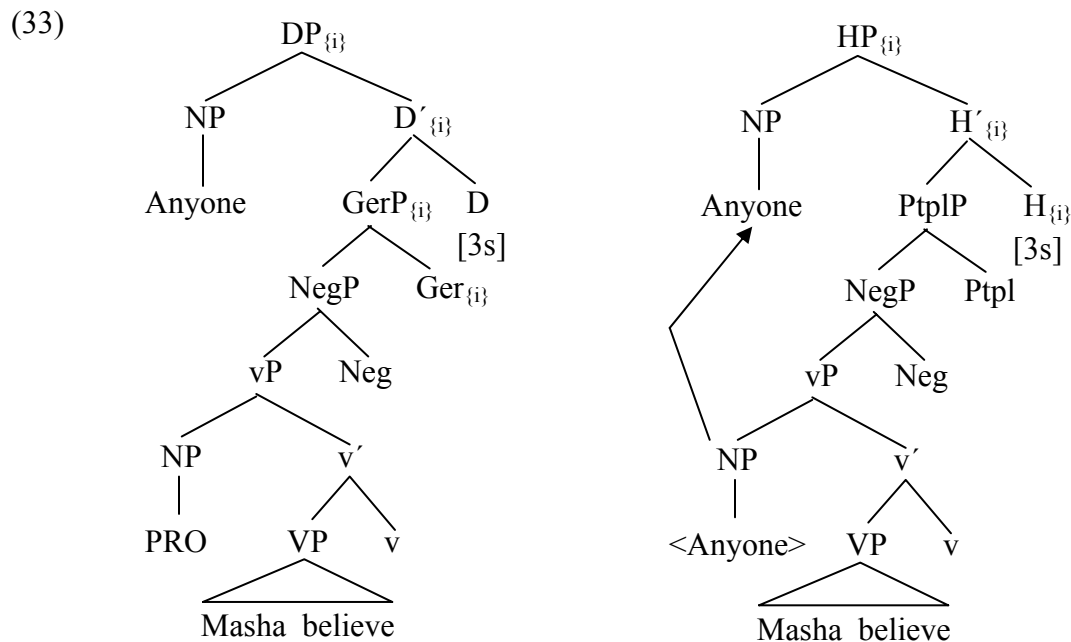 (33)
DP{i} HP{i}
NP D´{i} NP H´{i}
Anyone GerP{i} D Anyone PtplP H{i}
[3s] [3s]
NegP Ger{i} NegP Ptpl
vP Neg vP Neg
NP v´ NP v´
PRO VP v <Anyone> VP v
Masha believe Masha believe